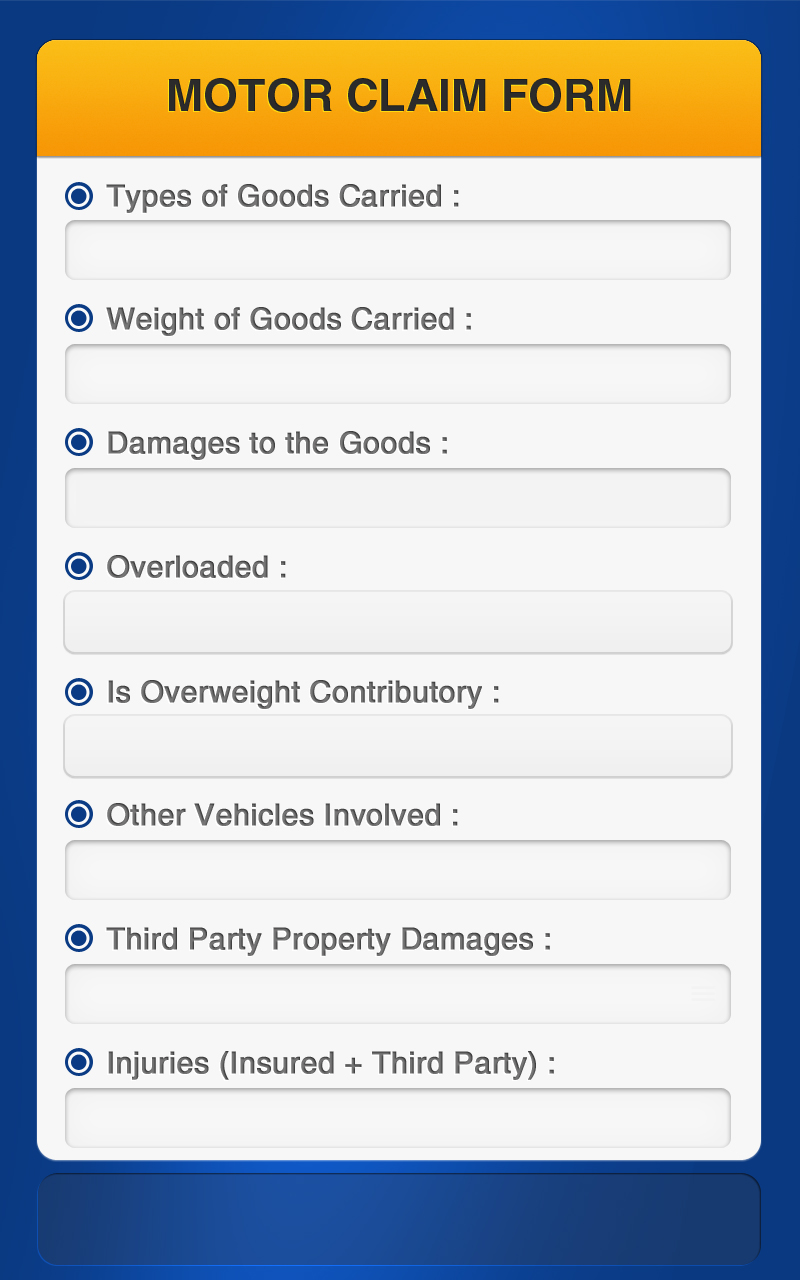 MOTOR CLAIM FORM
Types of Goods Carried :
Weight of Goods Carried :
Damages to the Goods :
Overloaded :
Is Overweight Contributory :
Other Vehicles Involved :
Third Party Property Damages :
Injuries (Insured + Third Party) :